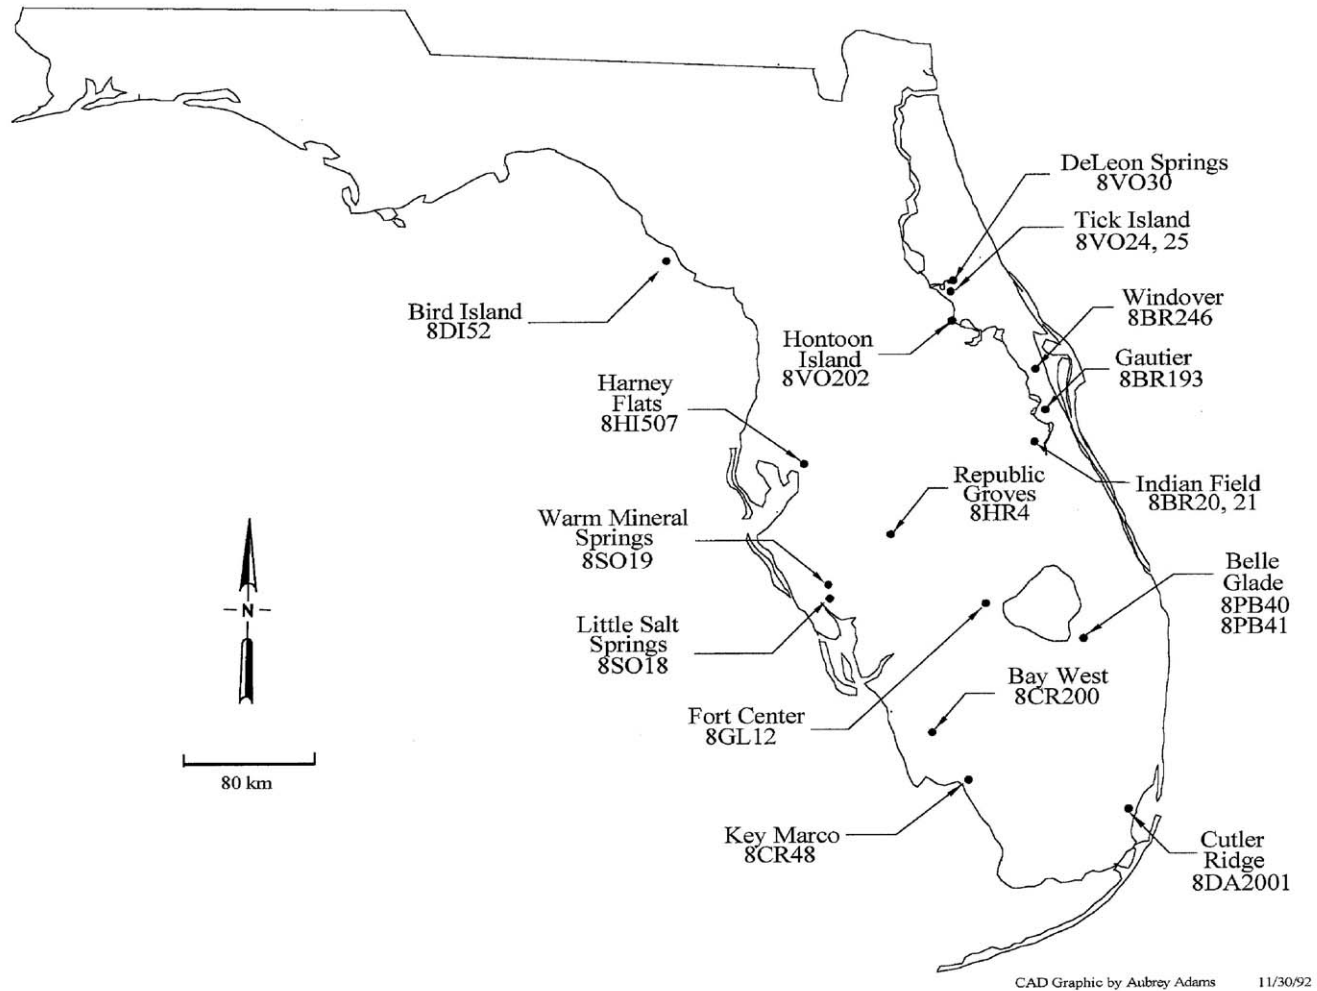 DeLeon Springs
8VO30
Tick Island
8VO24, 25
Windover
8BR246
Bird Island
8DI52
Hontoon
Island
8VO202
Gautier
8BR193
Harney
Flats
8HI507
Republic
Groves
8HR4
Indian Field
8BR20, 21
Warm Mineral
Springs
8SO19
Belle
Glade
8PB40
8PB41
N
Little Salt
Springs
8SO18
Bay West
8CR200
Fort Center
8GL12
80 km
Key Marco
8CR48
Cutler
Ridge
8DA2001
CAD Graphic by Aubrey Adams 11/30/92